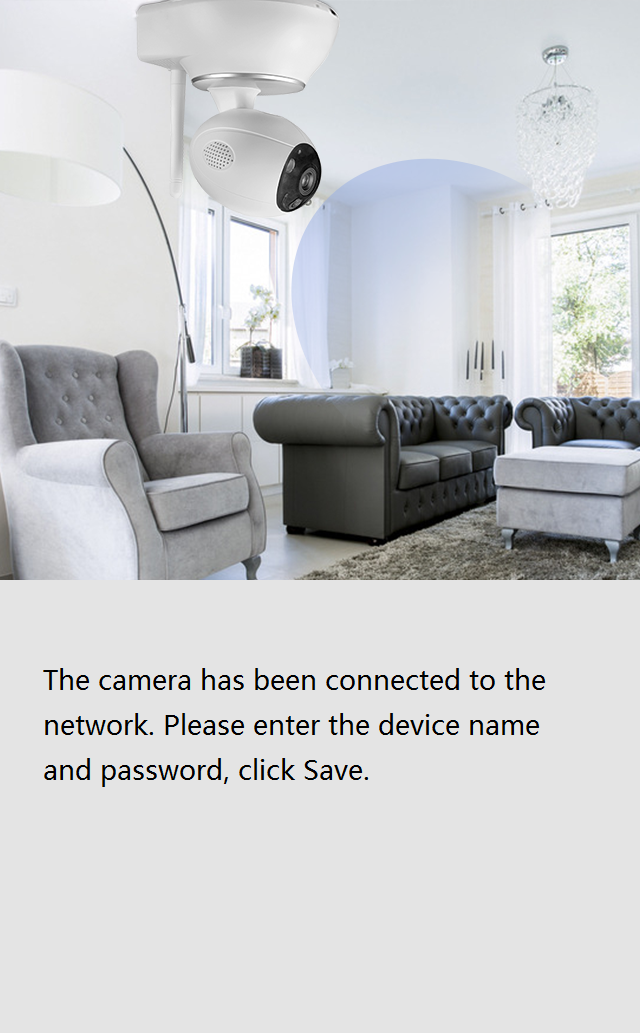 The camera has been connected to the
network. Please enter the device name
and password, click Save.